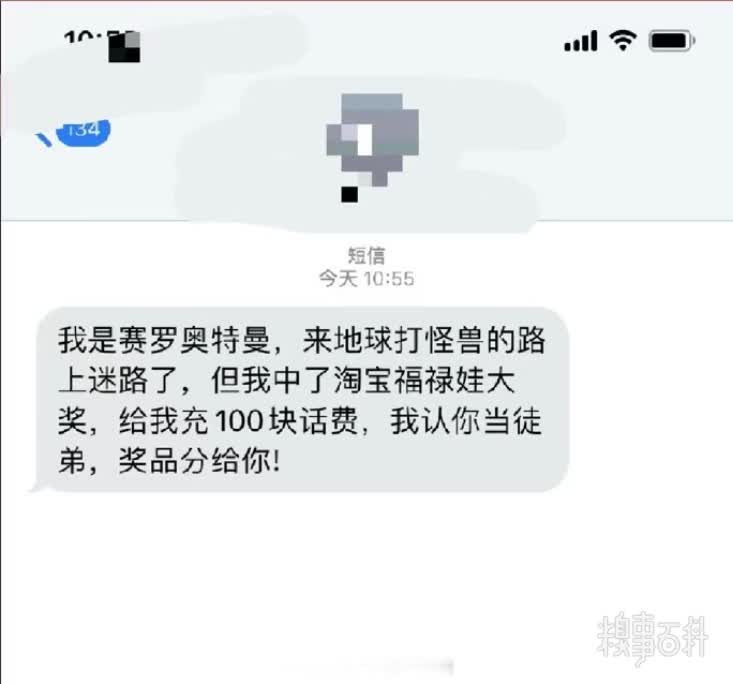 134
短信
今天 10:55
我是赛罗奥特曼，来地球打怪兽的路
上迷路了，但我中了淘宝福禄娃大
奖，给我充100块话费，我认你当徒
弟，奖品分给你!
糗事百科